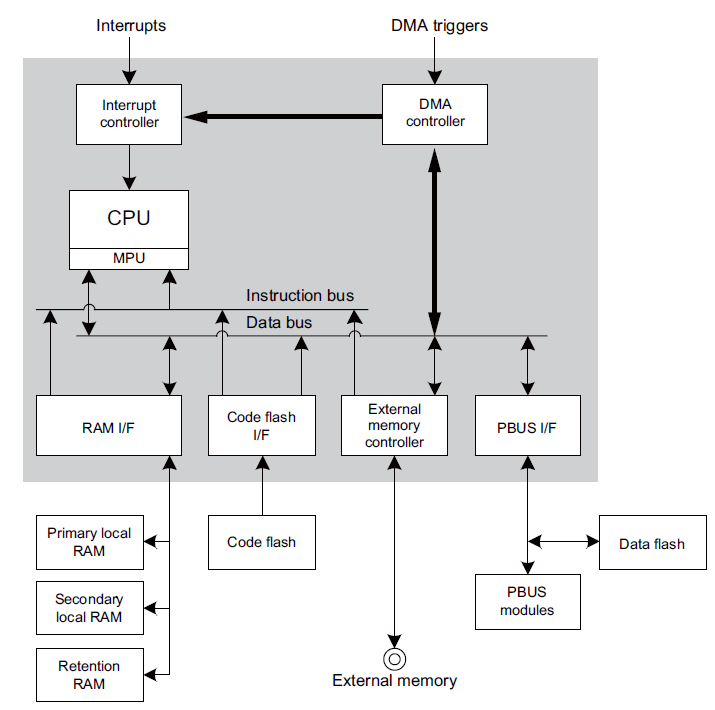 Interrupts
DMA triggers
Interrupt
controller
DMA
controller
CPU
MPU
Instruction bus
Data bus
RAM I/F
Code flash
I/F
External
memory
controller
PBUS I/F
Primary local
RAM
Code flash
Data flash
Secondary
local RAM
PBUS
modules
Retention
RAM
External memory